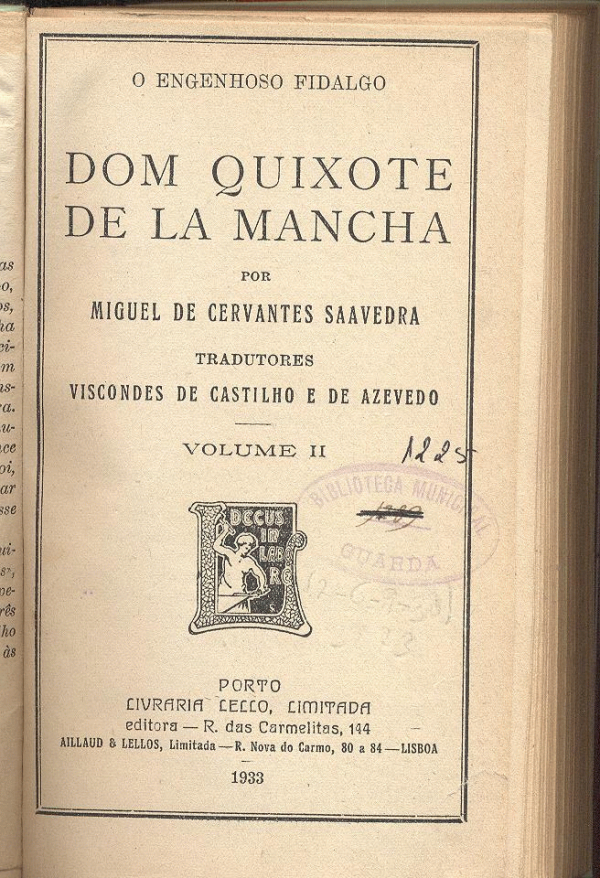 O ENGENHOSO FIDALGO
DOM QUIXOTE
DE LA MANCHA
POR
MIGUEL DE CERVANTES SAAVEDRA
TRADUTORES
VISCONDES DE CASTILHO E DE AZEVEDO
VOLUME II
1225
BIBLIOTECA MUNICIPAL
GUARDA
DECUS
IN
LABO
RE
PORTO
LIVRARIA LELLO, LIMITADA
editora — R. das Carmelitas, 144
AILLAUD & LELLOS, Limitada — R. Nova do Carmo, 80 a 84 — LISBOA
1933